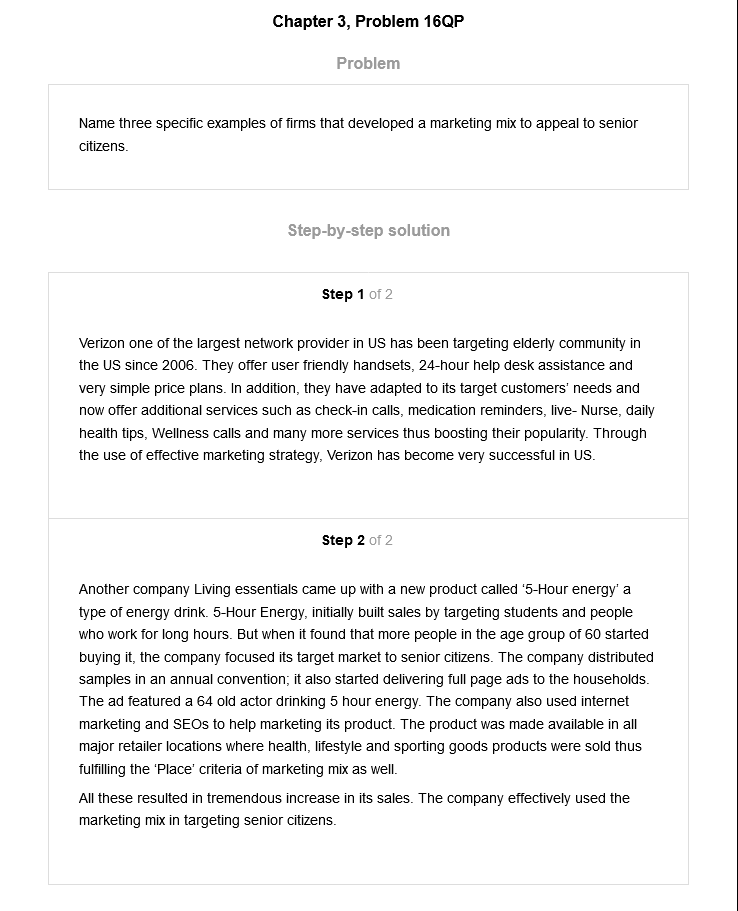 Chapter 3, Problem 16QP
Problem
Name three specific examples of firms that developed a marketing mix to appeal to senior
citizens.
Step-by-step solution
Step 1 of 2
Verizon one of the largest network provider in US has been targeting elderly community in
the US since 2006. They offer user friendly handsets, 24-hour help desk assistance and
very simple price plans. In addition, they have adapted to its target customers’ needs and
now offer additional services such as check-in calls, medication reminders, live- Nurse, daily
health tips, Wellness calls and many more services thus boosting their popularity. Through
the use of effective marketing strategy, Verizon has become very successful in US.
Step 2 of 2
Another company Living essentials came up with a new product called ‘5-Hour energy’ a
type of energy drink. 5-Hour Energy, initially built sales by targeting students and people
who work for long hours. But when it found that more people in the age group of 60 started
buying it, the company focused its target market to senior citizens. The company distributed
samples in an annual convention; it also started delivering full page ads to the households.
The ad featured a 64 old actor drinking 5 hour energy. The company also used internet
marketing and SEOs to help marketing its product. The product was made available in all
major retailer locations where health, lifestyle and sporting goods products were sold thus
fulfilling the ‘Place’ criteria of marketing mix as well.
All these resulted in tremendous increase in its sales. The company effectively used the
marketing mix in targeting senior citizens.